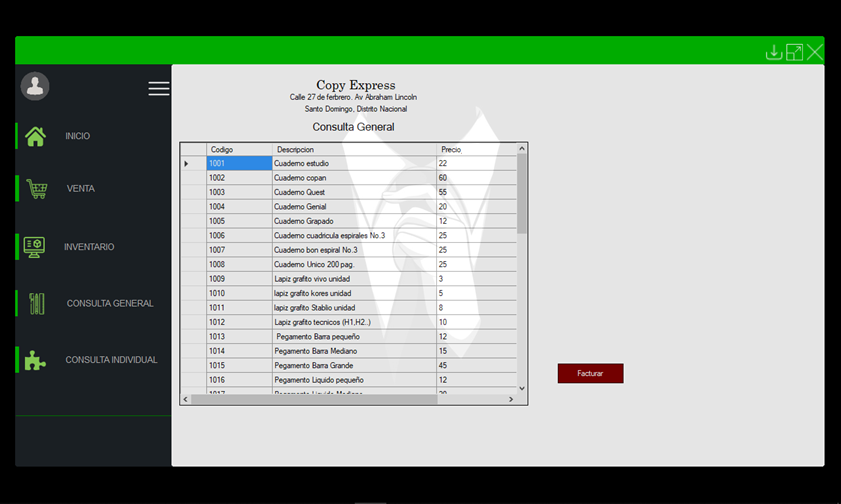 Copy Express
Calle 27 de ferbrero. Av Abraham Lincoln
Santo Domingo, Distrito Nacional
Consulta General
INICIO
VENTA
INVENTARIO
CONSULTA GENERAL
CONSULTA INDIVIDUAL
Codigo Descripcion Precio
1001 Cuaderno estudio 22
1002 Cuaderno copan 60
1003 Cuaderno Quest 55
1004 Cuaderno Genial 20
1005 Cuaderno Grapado 12
1006 Cuaderno cuadricula espirales No.3 25
1007 Cuaderno bon espiral No.3 25
1008 Cuaderno Unico 200 pag. 25
1009 Lapiz grafito vivo unidad 3
1010 lapiz grafito kores unidad 5
1011 lapiz grafito Stablio unidad 8
1012 Lapiz grafito tecnicos (H1,H2..) 10
1013 Pegamento Barra pequeño 12
1014 Pegamento Barra Mediano 15
1015 Pegamento Barra Grande 45
1016 Pegamento Liquido pequeño 12
1017 Pegamento Liquido Mediano 20
Facturar